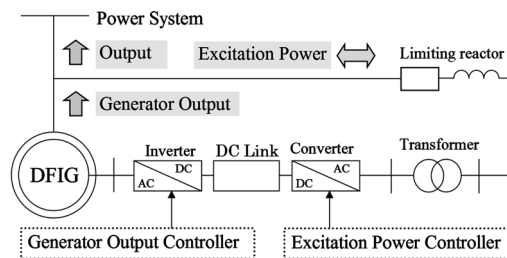 Power System
Output
Excitation Power
Limiting reactor
Generator Output
Inverter
DC Link
Converter
Transformer
DFIG
DC
AC
AC
DC
Generator Output Controller
Excitation Power Controller